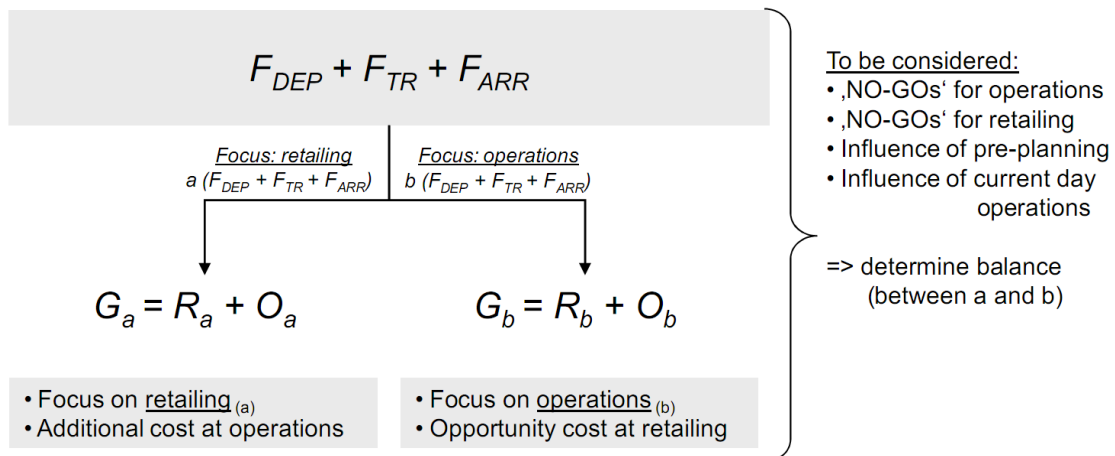 F_DEP + F_TR + F_ARR
Focus: retailing
a (F_DEP + F_TR + F_ARR)
Focus: operations
b (F_DEP + F_TR + F_ARR)
G_a = R_a + O_a
G_b = R_b + O_b
• Focus on retailing (a)
• Additional cost at operations
• Focus on operations (b)
• Opportunity cost at retailing
To be considered:
• ‚NO-GOs‘ for operations
• ‚NO-GOs‘ for retailing
• Influence of pre-planning
• Influence of current day
operations
=> determine balance
(between a and b)